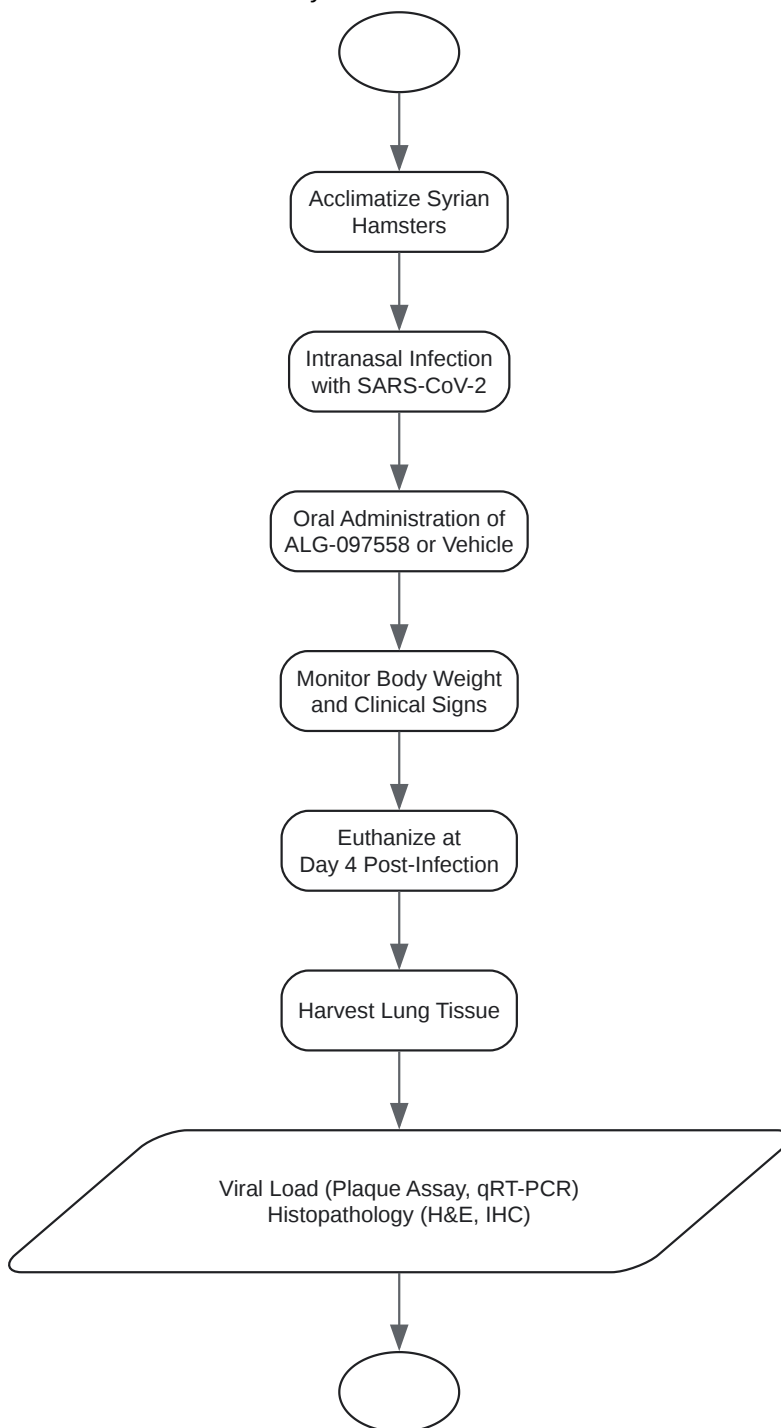 Acclimatize Syrian
Hamsters
Intranasal Infection
with SARS-CoV-2
Oral Administration of
ALG-097558 or Vehicle
Monitor Body Weight
and Clinical Signs
Euthanize at
Day 4 Post-Infection
Harvest Lung Tissue
Viral Load (Plaque Assay, qRT-PCR)
Histopathology (H&E, IHC)